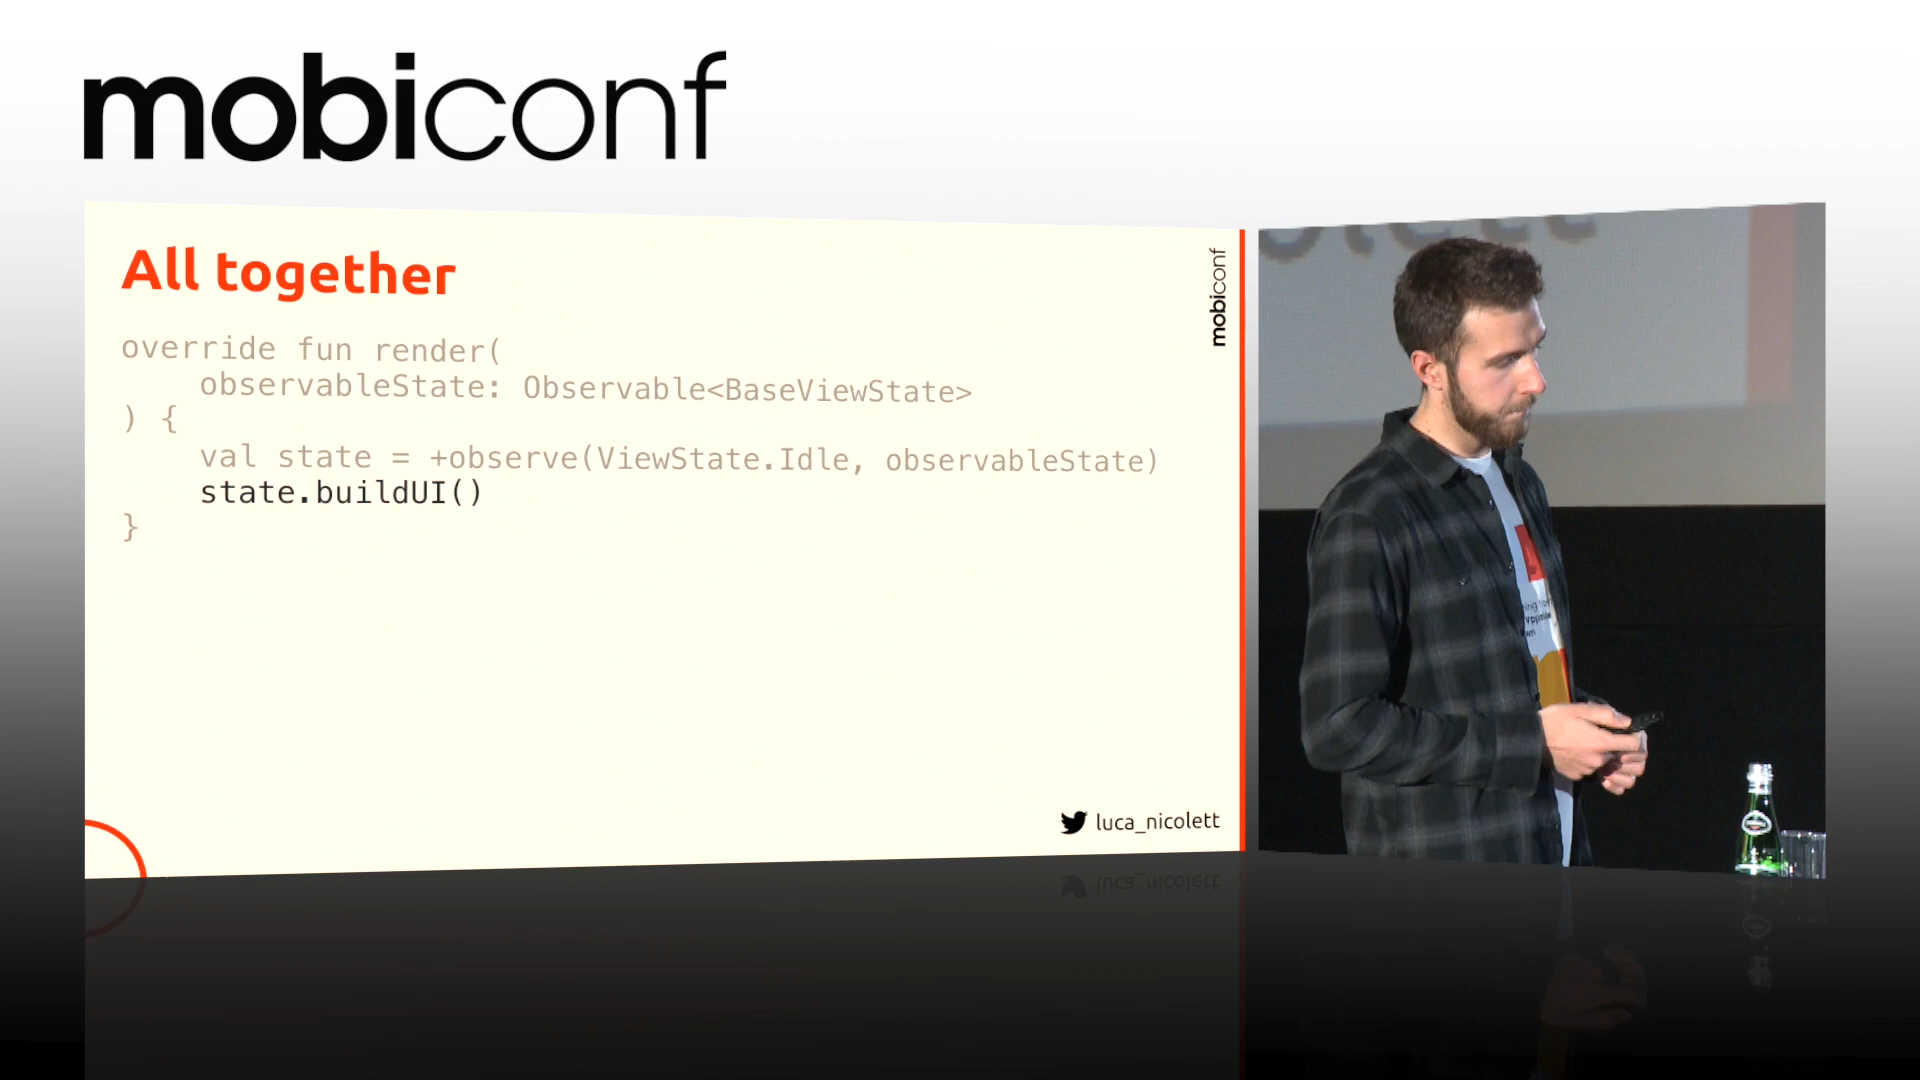 mobiconf
All together
mobiconf
override fun render(
observableState: Observable<BaseViewState>
) {
val state = +observe(ViewState.Idle, observableState)
state.buildUI()
}
luca_nicolett